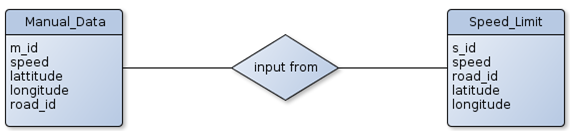 Manual_Data
m_id
speed
lattitude
longitude
road_id
input from
Speed_Limit
s_id
speed
road_id
latitude
longitude